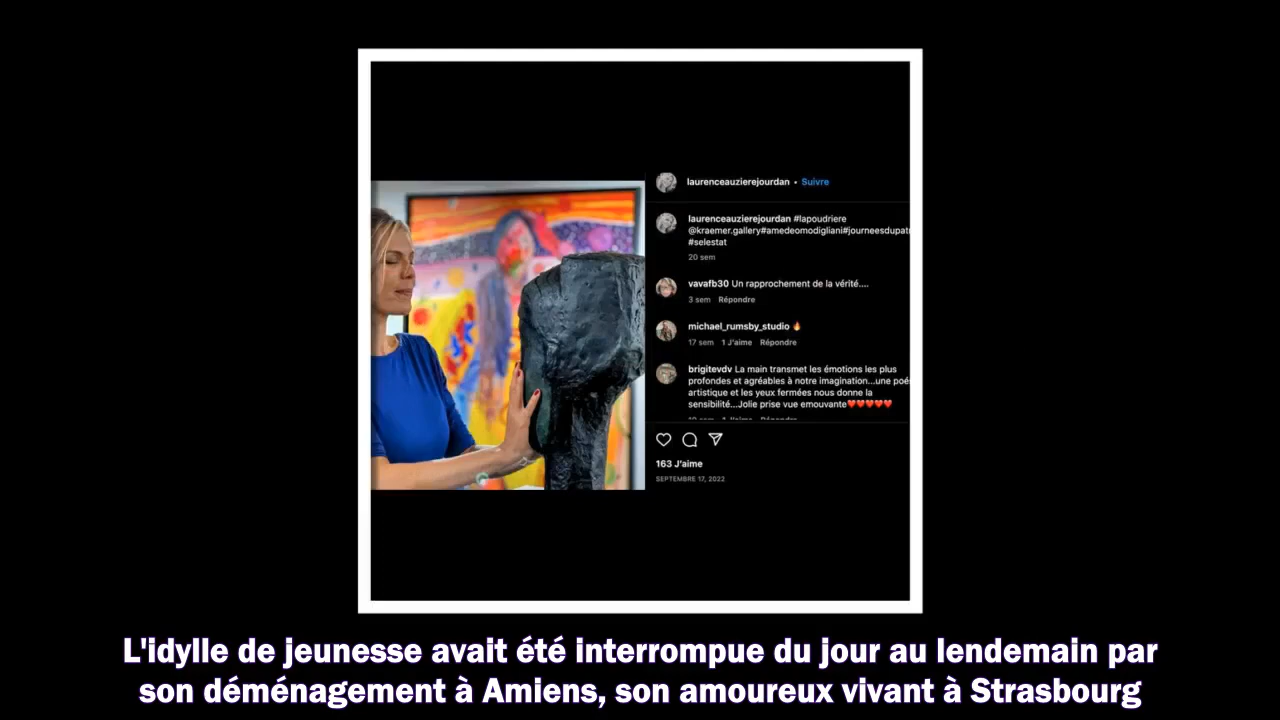 laurenceauzierejourdan • Suivre
laurenceauzierejourdan #lapoudriere
@kraemer.gallery#amedeomodigliani#journeesdupatr
#selestat
20 sem
vavafb30 Un rapprochement de la vérité....
3 sem Répondre
michael_rumsby_studio 🔥
17 sem 1 J'aime Répondre
brigitevdv La main transmet les émotions les plus
profondes et agréables à notre imagination...une poé
artistique et les yeux fermées nous donne la
sensibilité...Jolie prise vue emouvante❤️❤️❤️❤️❤️
163 J'aime
SEPTEMBRE 17, 2022
L'idylle de jeunesse avait été interrompue du jour au lendemain par
son déménagement à Amiens, son amoureux vivant à Strasbourg